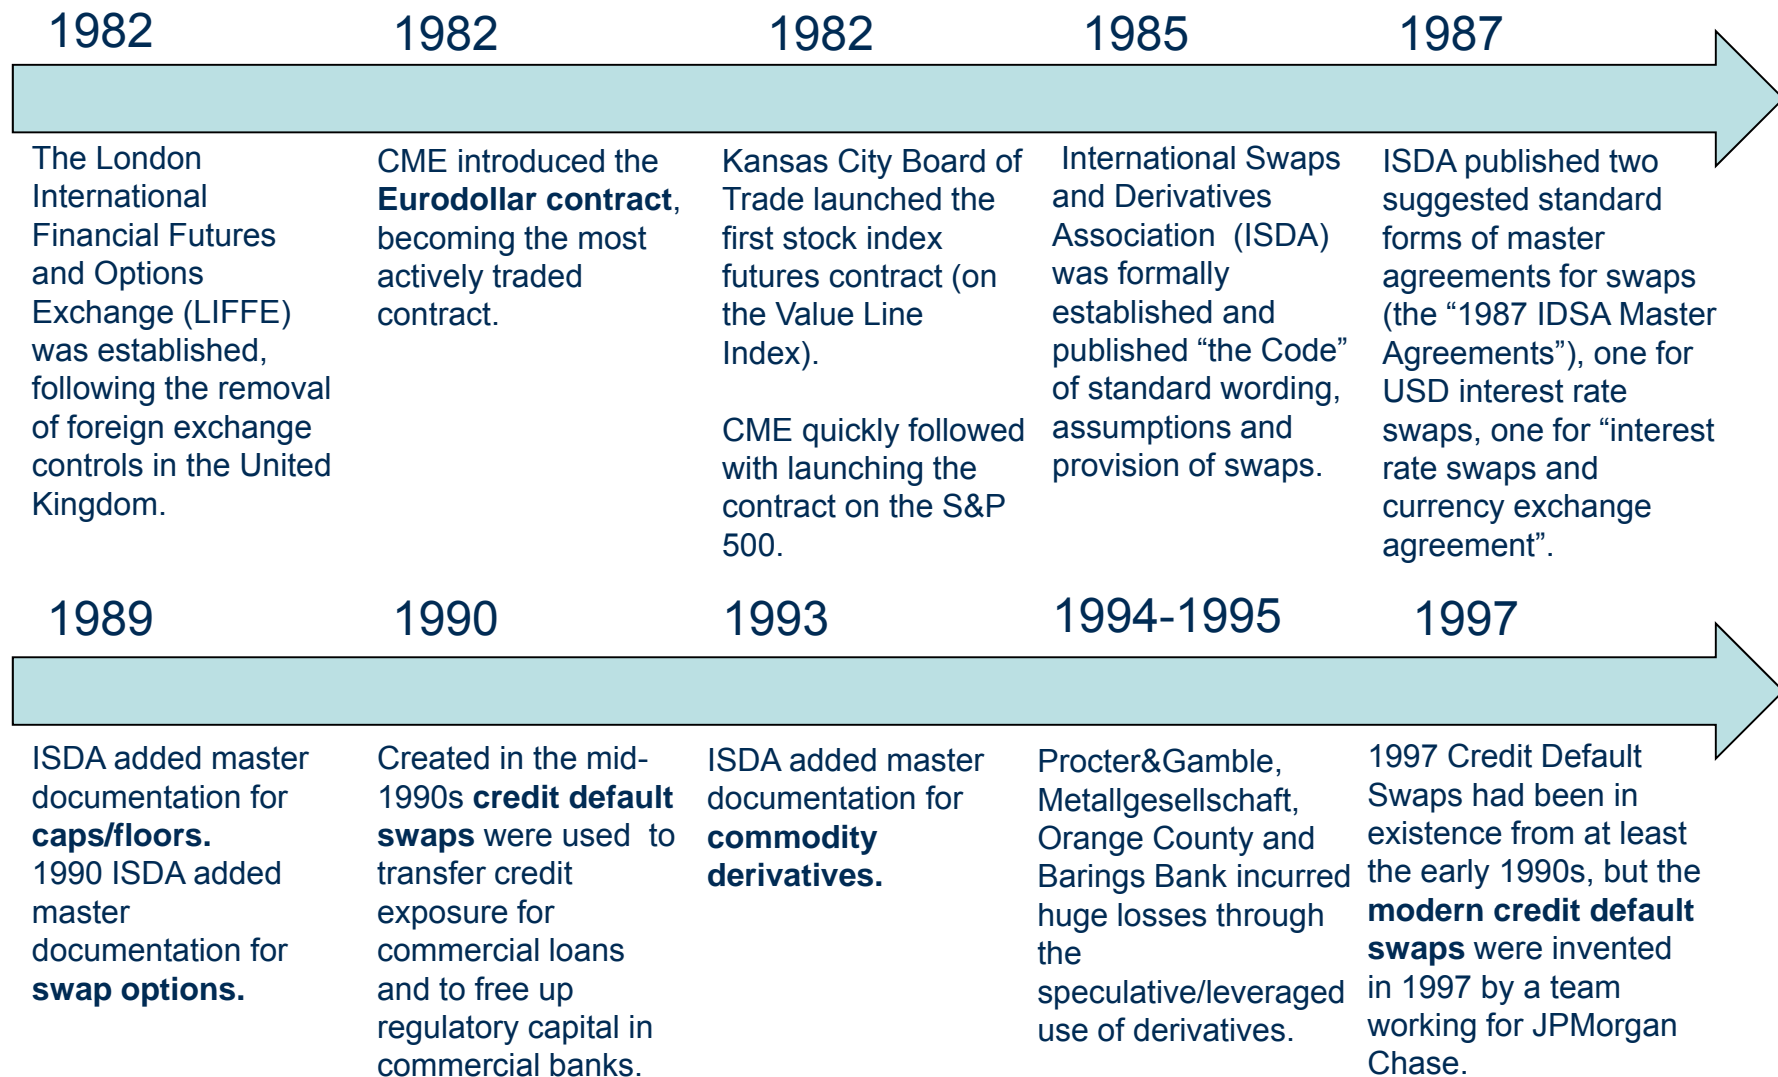 1982
The London
International
Financial Futures
and Options
Exchange (LIFFE)
was established,
following the removal
of foreign exchange
controls in the United
Kingdom.
1982
CME introduced the
Eurodollar contract,
becoming the most
actively traded
contract.
1982
Kansas City Board of
Trade launched the
first stock index
futures contract (on
the Value Line
Index).
CME quickly followed
with launching the
contract on the S&P
500.
1985
International Swaps
and Derivatives
Association (ISDA)
was formally
established and
published “the Code”
of standard wording,
assumptions and
provision of swaps.
1987
ISDA published two
suggested standard
forms of master
agreements for swaps
(the “1987 IDSA Master
Agreements”), one for
USD interest rate
swaps, one for “interest
rate swaps and
currency exchange
agreement”.
1989
ISDA added master
documentation for
caps/floors.
1990 ISDA added
master
documentation for
swap options.
1990
Created in the mid-
1990s credit default
swaps were used to
transfer credit
exposure for
commercial loans
and to free up
regulatory capital in
commercial banks.
1993
ISDA added master
documentation for
commodity
derivatives.
1994-1995
Procter&Gamble,
Metallgesellschaft,
Orange County and
Barings Bank incurred
huge losses through
the
speculative/leveraged
use of derivatives.
1997
1997 Credit Default
Swaps had been in
existence from at least
the early 1990s, but the
modern credit default
swaps were invented
in 1997 by a team
working for JPMorgan
Chase.